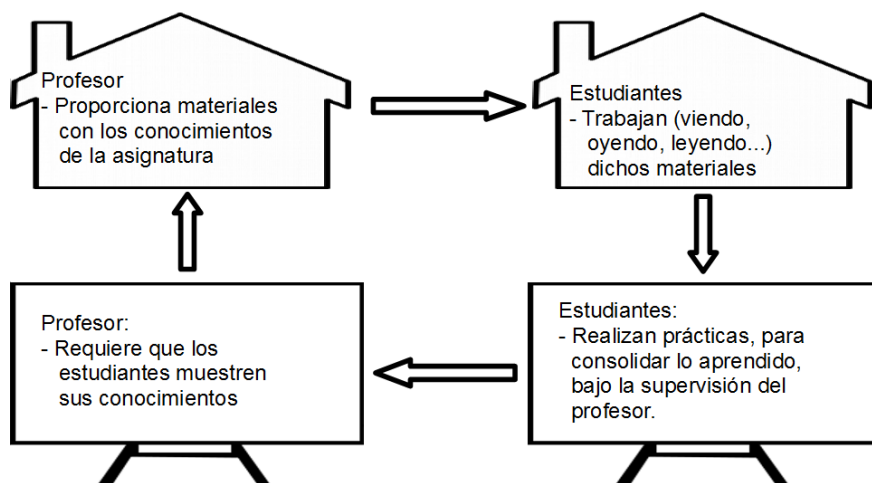 Profesor
- Proporciona materiales
con los conocimientos
de la asignatura
Estudiantes
- Trabajan (viendo,
oyendo, leyendo...)
dichos materiales
Profesor:
- Requiere que los
estudiantes muestren
sus conocimientos
Estudiantes:
- Realizan prácticas, para
consolidar lo aprendido,
bajo la supervisión del
profesor.